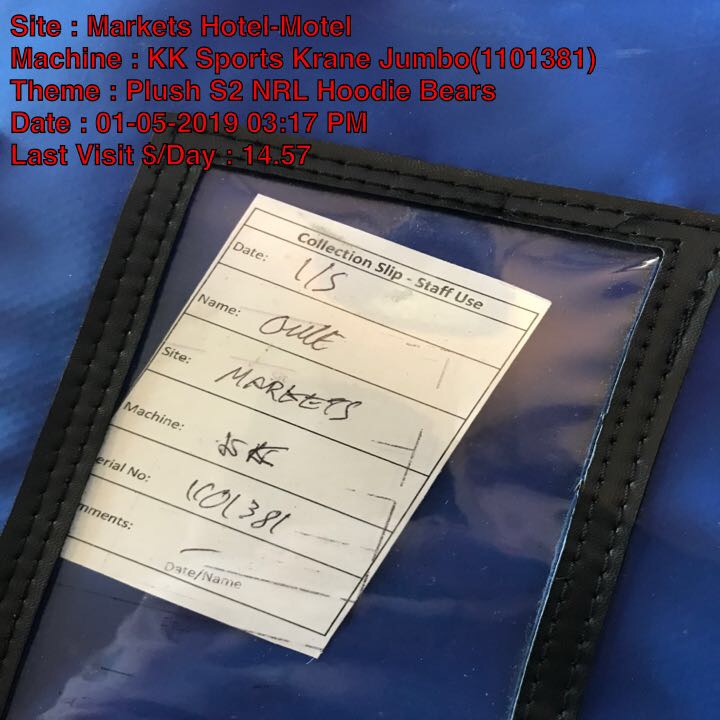 Site : Markets Hotel-Motel
Machine : KK Sports Krane Jumbo(1101381)
Theme : Plush S2 NRL Hoodie Bears
Date : 01-05-2019 03:17 PM
Last Visit $/Day : 14.57
Collection Slip - Staff Use
Date: 1/5
Name:
Site: MARKETS
Machine:
erial No: 1101381
mments:
Date/Name